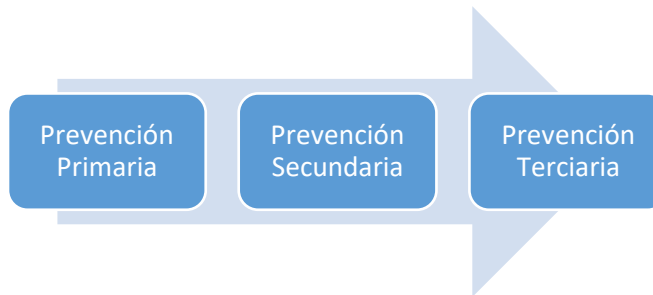 Prevención
Primaria
Prevención
Secundaria
Prevención
Terciaria